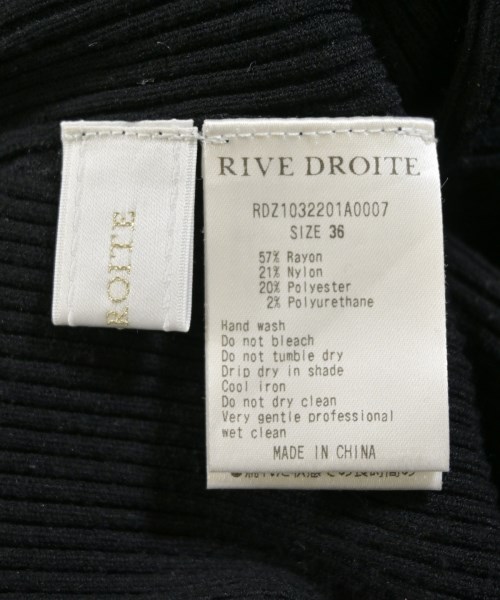 ROITE
RIVE DROITE
RDZ1032201A0007
SIZE 36
57% Rayon
21% Nylon
20% Polyester
2% Polyurethane
Hand wash
Do not bleach
Do not tumble dry
Drip dry in shade
Cool iron
Do not dry clean
Very gentle professional
wet clean
MADE IN CHINA